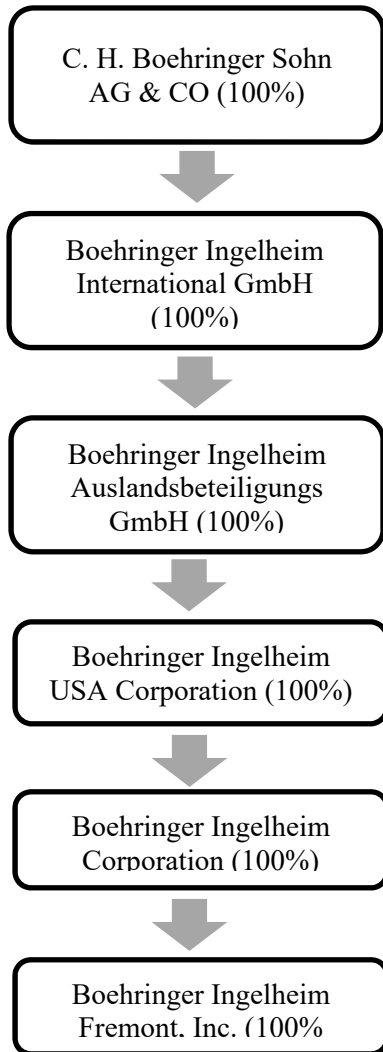 C. H. Boehringer Sohn
AG & CO (100%)
Boehringer Ingelheim
International GmbH
(100%)
Boehringer Ingelheim
Auslandsbeteiligungs
GmbH (100%)
Boehringer Ingelheim
USA Corporation (100%)
Boehringer Ingelheim
Corporation (100%)
Boehringer Ingelheim
Fremont, Inc. (100%